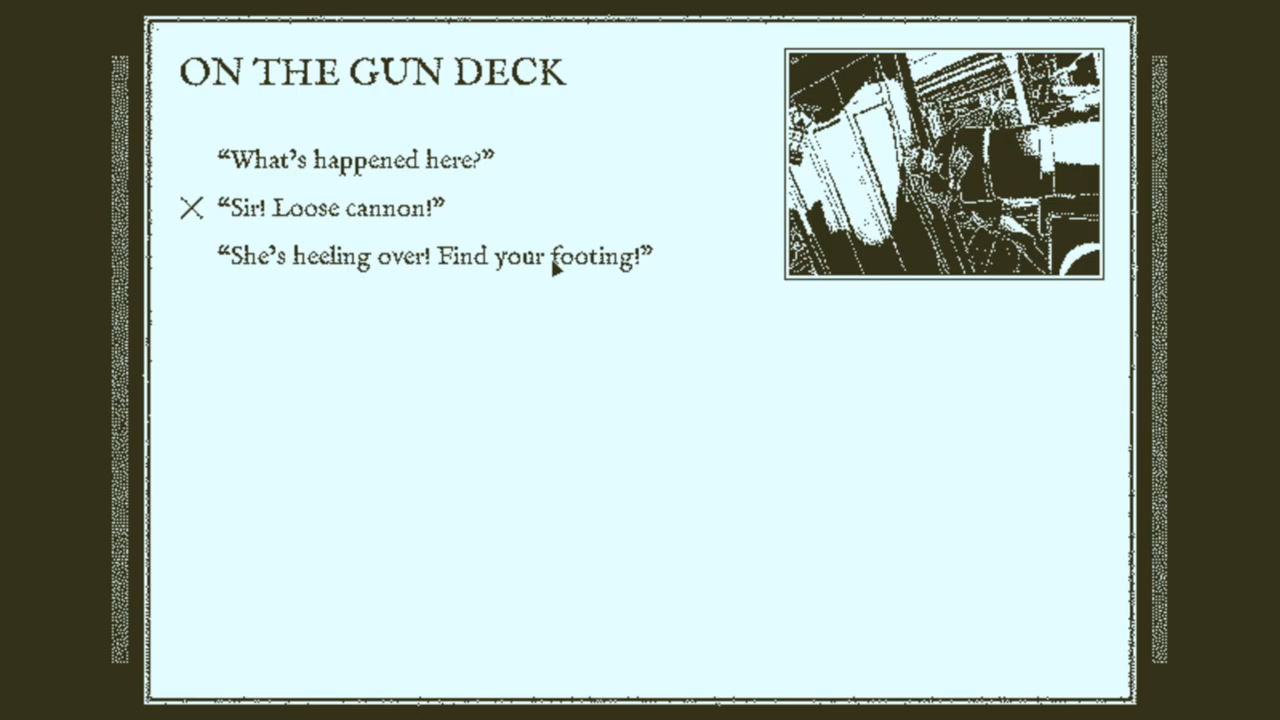 ON THE GUN DECK
“What’s happened here?”
“Sir! Loose cannon!”
“She’s heeling over! Find your footing!”